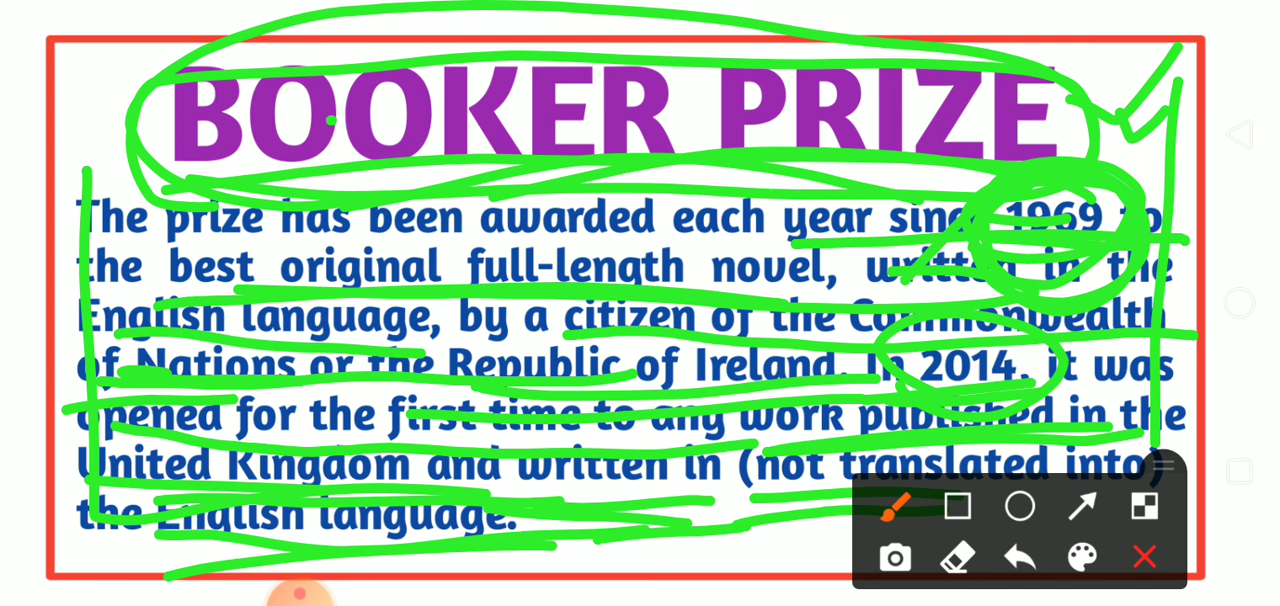 BOOKER PRIZE
The prize has been awarded each year since 1969 to
the best original full-length novel, written in the
English language, by a citizen of the Commonwealth
of Nations or the Republic of Ireland. In 2014, it was
opened for the first time to any work published in the
United Kingdom and written in (not translated into)
the English language.